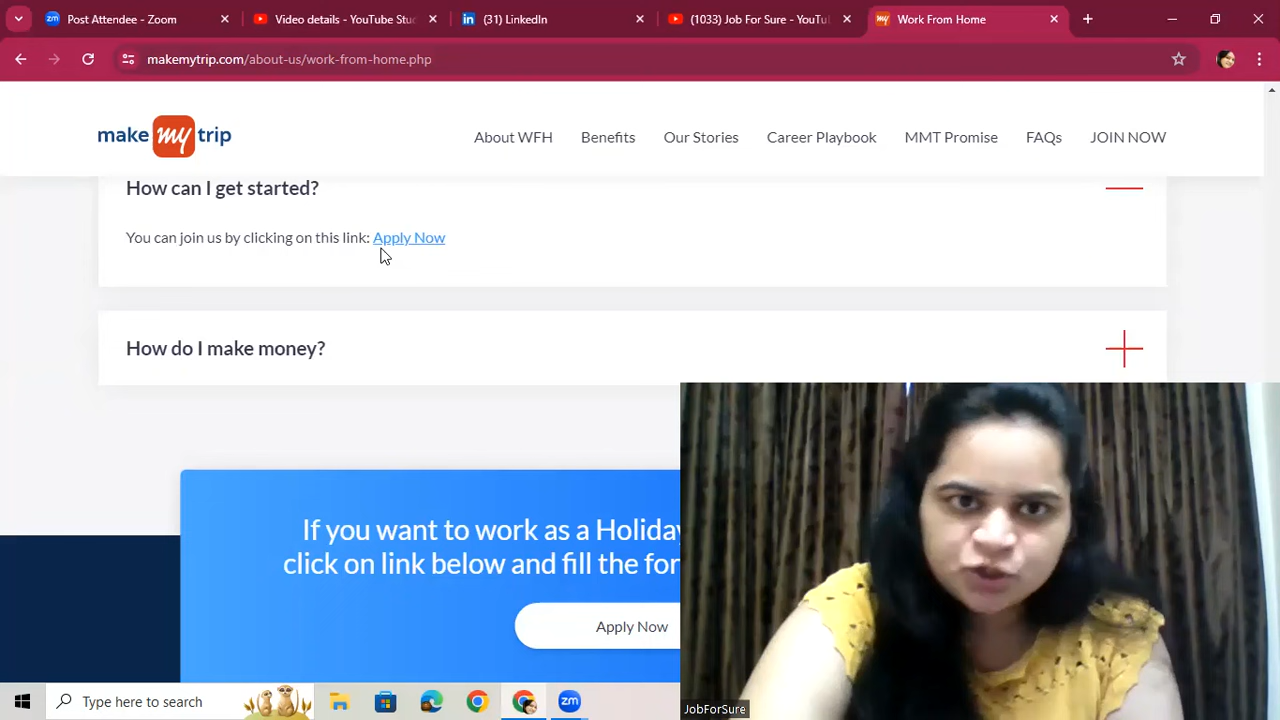 Post Attendee - Zoom
Video details - YouTube Stu
(31) LinkedIn
(1033) Job For Sure - YouTu
Work From Home
makemytrip.com/about-us/work-from-home.php
make my trip
About WFH
Benefits
Our Stories
Career Playbook
MMT Promise
FAQs
JOIN NOW
How can I get started?
You can join us by clicking on this link: Apply Now
How do I make money?
If you want to work as a Holiday
click on link below and fill the for
Apply Now
Type here to search
zm
JobForSure